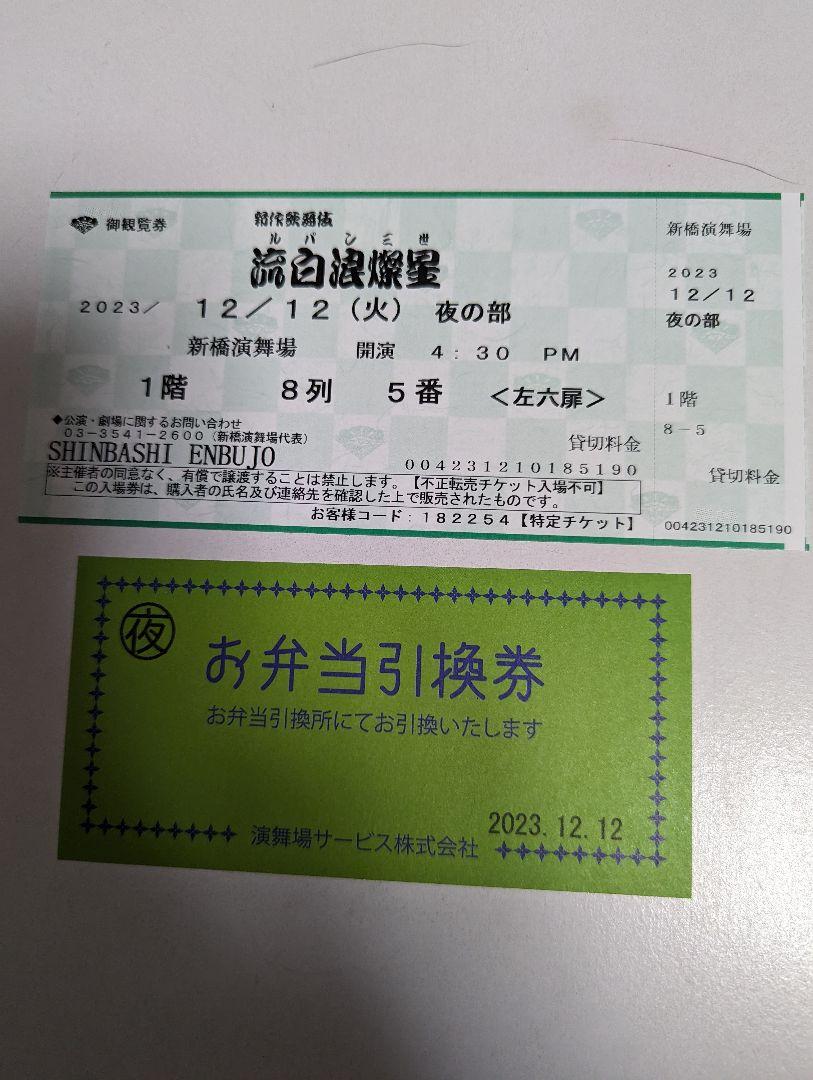 御観覧券
新作歌舞伎
ルパン三世
流白浪燦星
2023/ 12/12(火) 夜の部
新橋演舞場 開演 4:30 PM
1階 8列 5番 <左六扉>
◆公演・劇場に関するお問い合わせ
03-3541-2600(新橋演舞場代表)
貸切料金
SHINBASHI ENBUJO 004231210185190
※主催者の同意なく、有償で譲渡することは禁止します。【不正転売チケット入場不可】
この入場券は、購入者の氏名及び連絡先を確認した上で販売されたものです。
お客様コード:182254【特定チケット】
新橋演舞場
2023
12/12
夜の部
1階
8-5
貸切料金
004231210185190
夜
お弁当引換券
お弁当引換所にてお引換いたします
演舞場サービス株式会社 2023.12.12